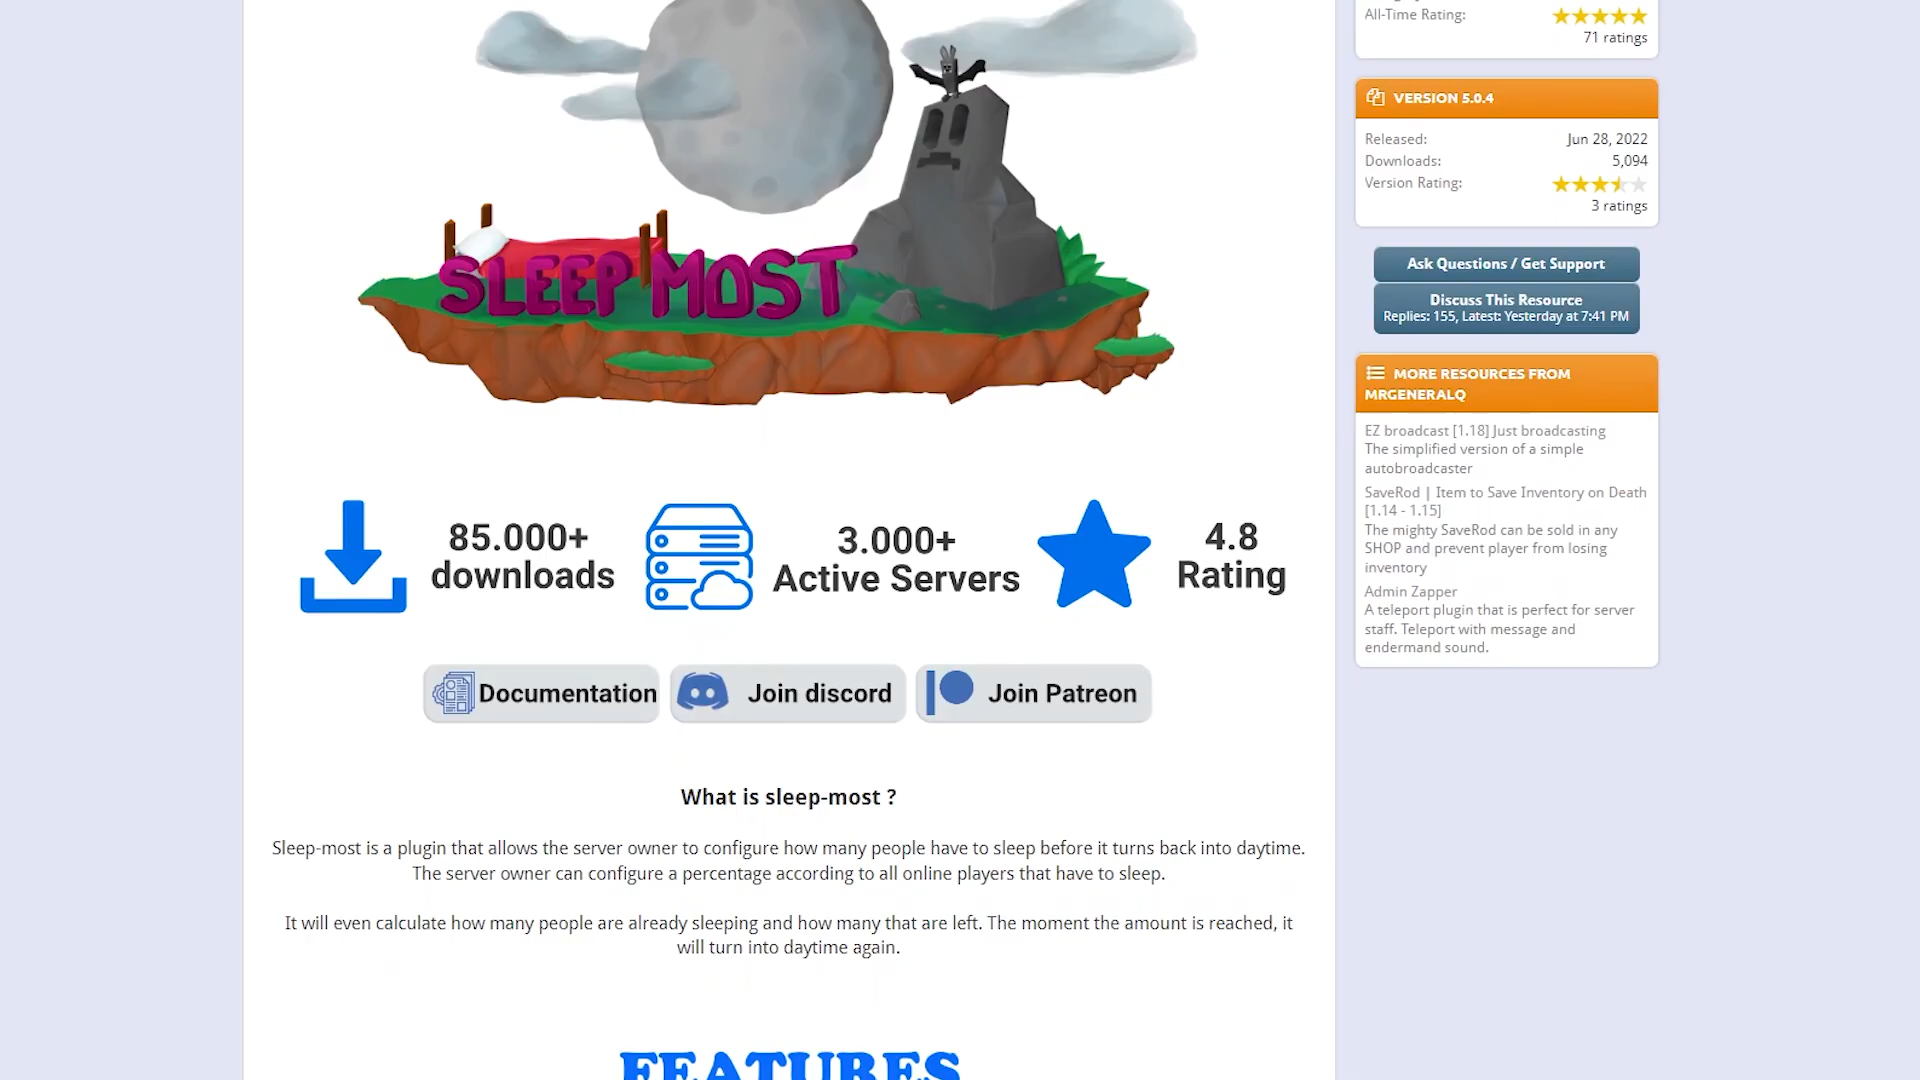 SLEEP MOST
85.000+
downloads
3.000+
Active Servers
4.8
Rating
Documentation
Join discord
Join Patreon
What is sleep-most ?
Sleep-most is a plugin that allows the server owner to configure how many people have to sleep before it turns back into daytime.
The server owner can configure a percentage according to all online players that have to sleep.
It will even calculate how many people are already sleeping and how many that are left. The moment the amount is reached, it
will turn into daytime again.
FEATURES
All-Time Rating:
71 ratings
VERSION 5.0.4
Released: Jun 28, 2022
Downloads: 5,094
Version Rating:
3 ratings
Ask Questions / Get Support
Discuss This Resource
Replies: 155, Latest: Yesterday at 7:41 PM
MORE RESOURCES FROM
MRGENERALQ
EZ broadcast [1.18] Just broadcasting
The simplified version of a simple
autobroadcaster
SaveRod | Item to Save Inventory on Death
[1.14 - 1.15]
The mighty SaveRod can be sold in any
SHOP and prevent player from losing
inventory
Admin Zapper
A teleport plugin that is perfect for server
staff. Teleport with message and
endermand sound.